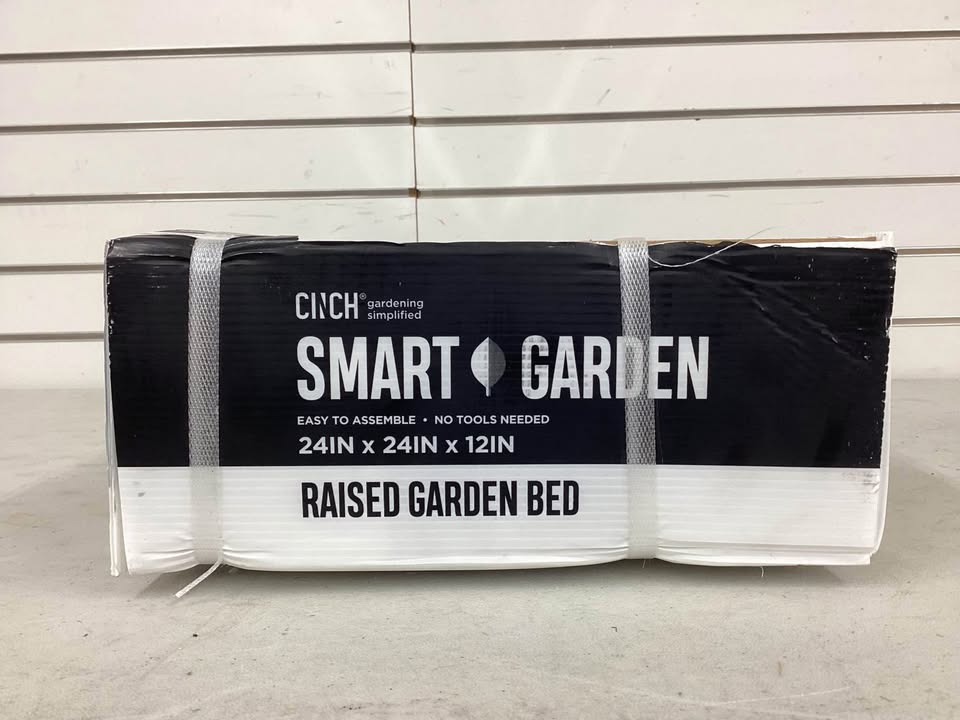 CINCH® gardening
simplified
SMART GARDEN
EASY TO ASSEMBLE • NO TOOLS NEEDED
24IN x 24IN x 12IN
RAISED GARDEN BED